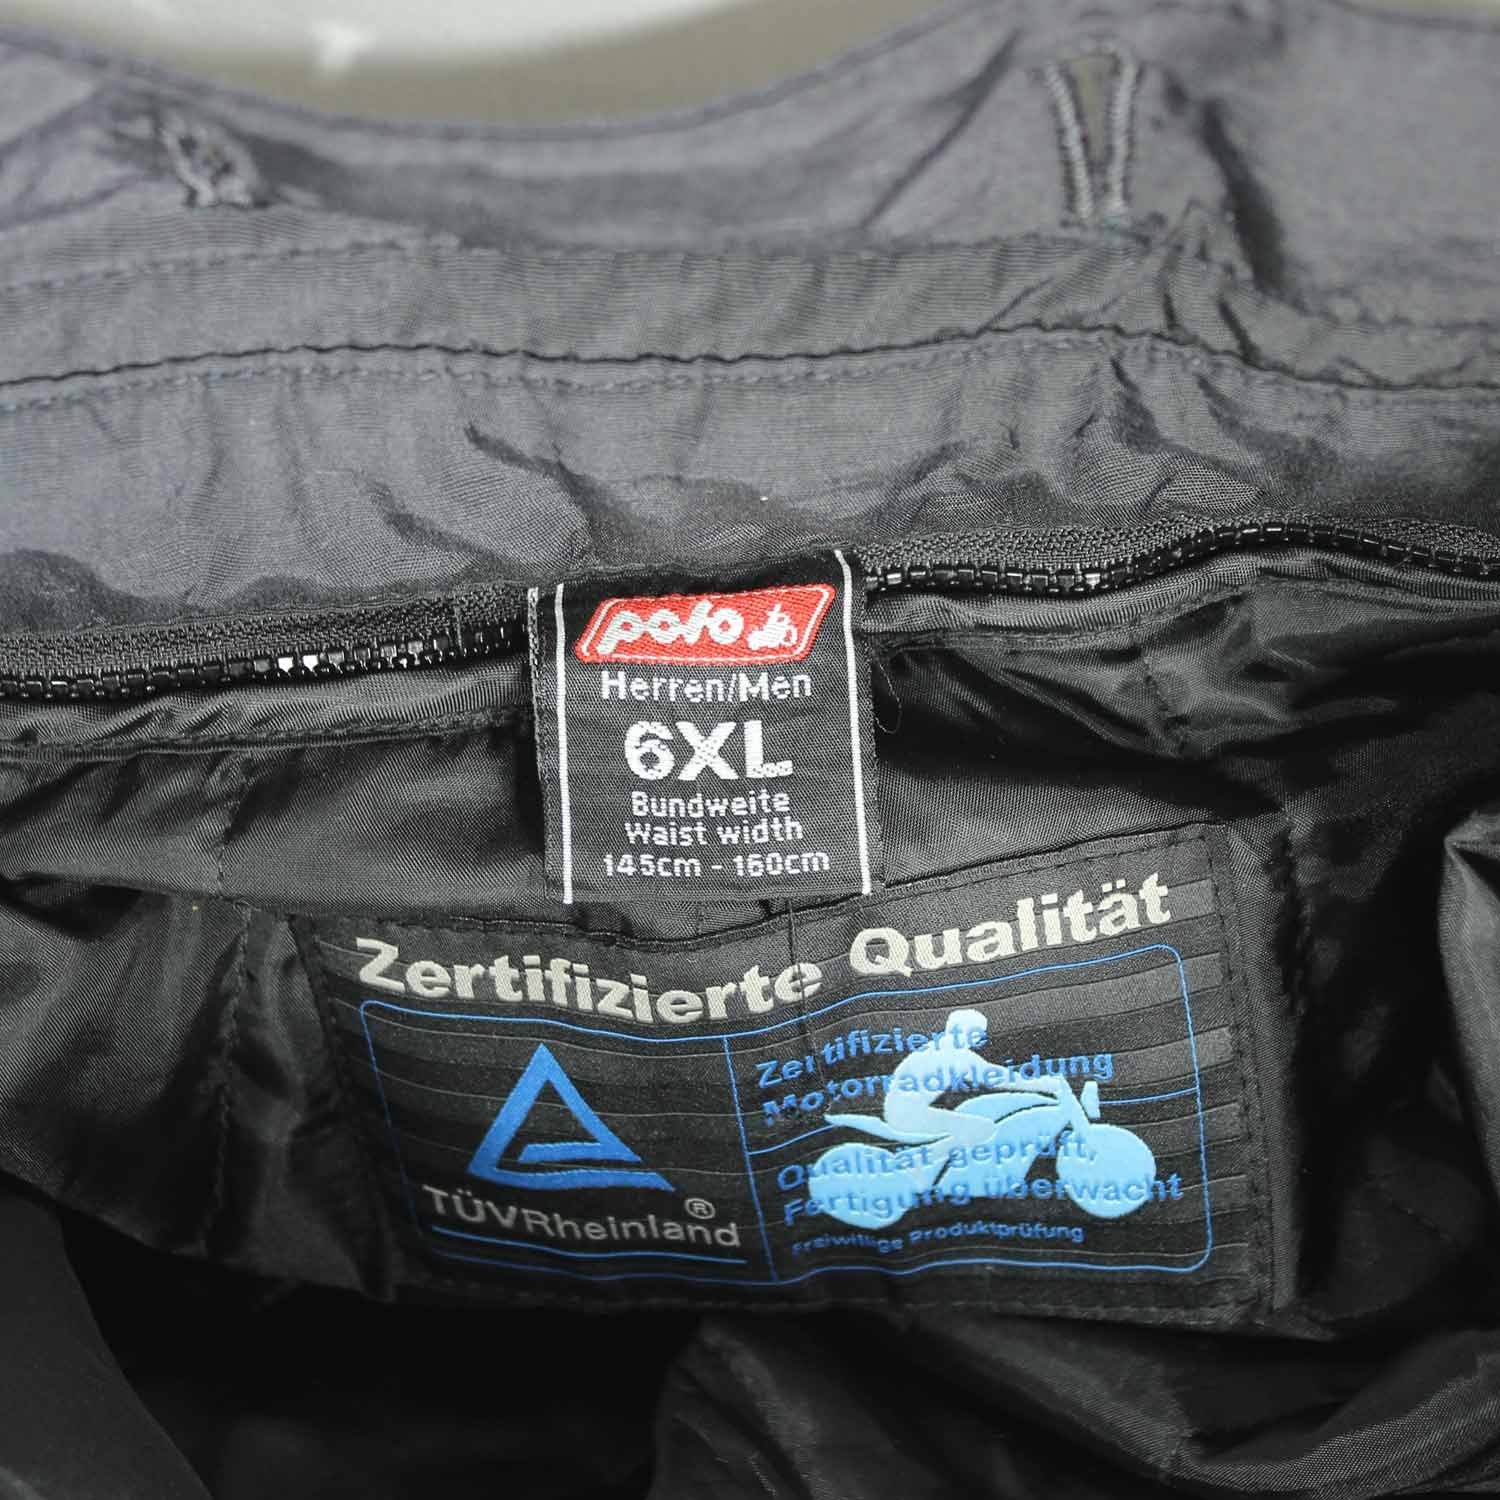 polo
Herren/Men
6XL
Bundweite
Waist width
145cm - 160cm
Zertifizierte Qualität
TÜVRheinland®
Zertifizierte
Motorradkleidung
Qualität geprüft,
Fertigung überwacht
Freiwillige Produktprüfung